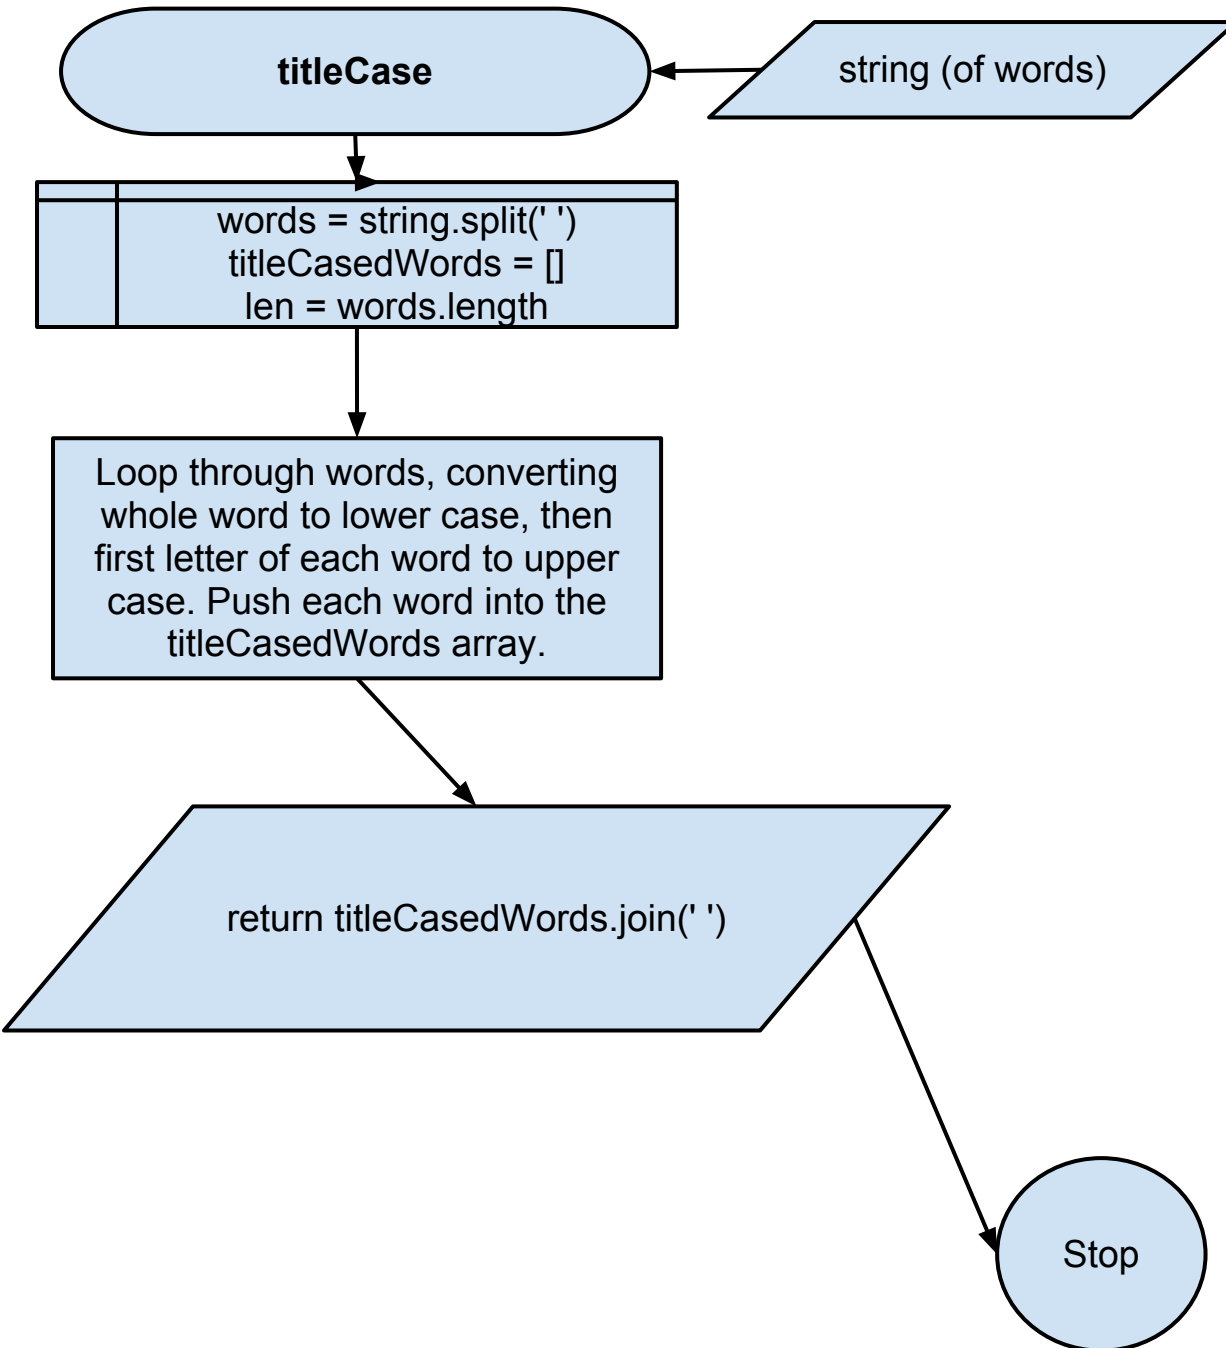 titleCase
string (of words)
words = string.split(' ')
titleCasedWords = []
len = words.length
Loop through words, converting
whole word to lower case, then
first letter of each word to upper
case. Push each word into the
titleCasedWords array.
return titleCasedWords.join(' ')
Stop